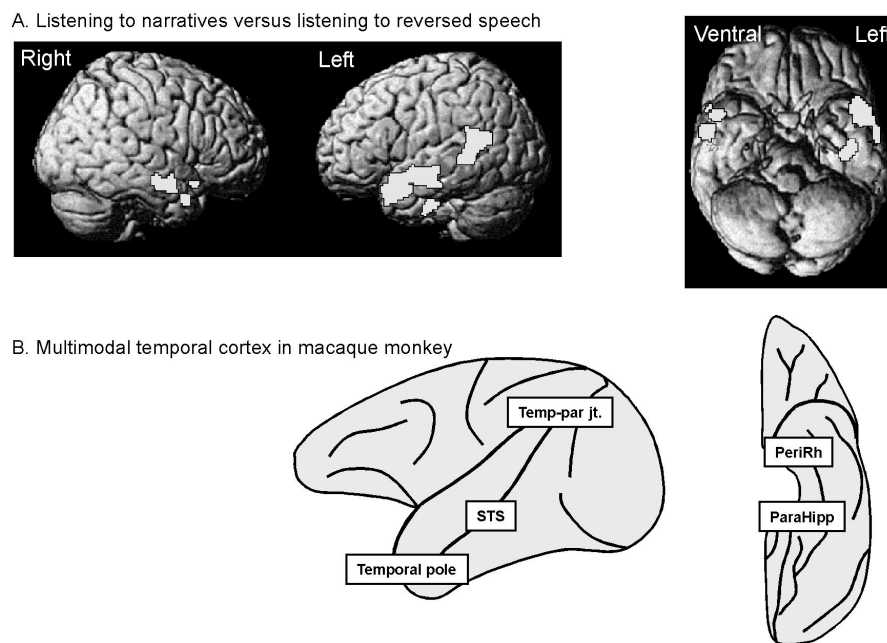 A. Listening to narratives versus listening to reversed speech
Right
Left
Ventral
Lef
B. Multimodal temporal cortex in macaque monkey
Temp-par jt.
STS
Temporal pole
PeriRh
ParaHipp